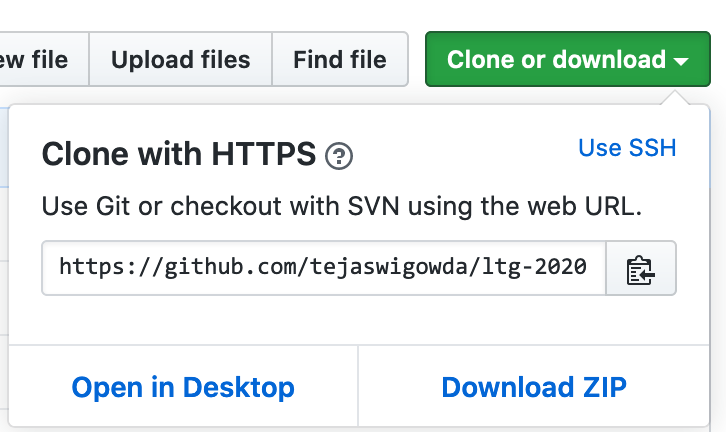 ew file Upload files Find file Clone or download
Clone with HTTPS ?
Use SSH
Use Git or checkout with SVN using the web URL.
https://github.com/tejaswigowda/ltg-2020
Open in Desktop Download ZIP